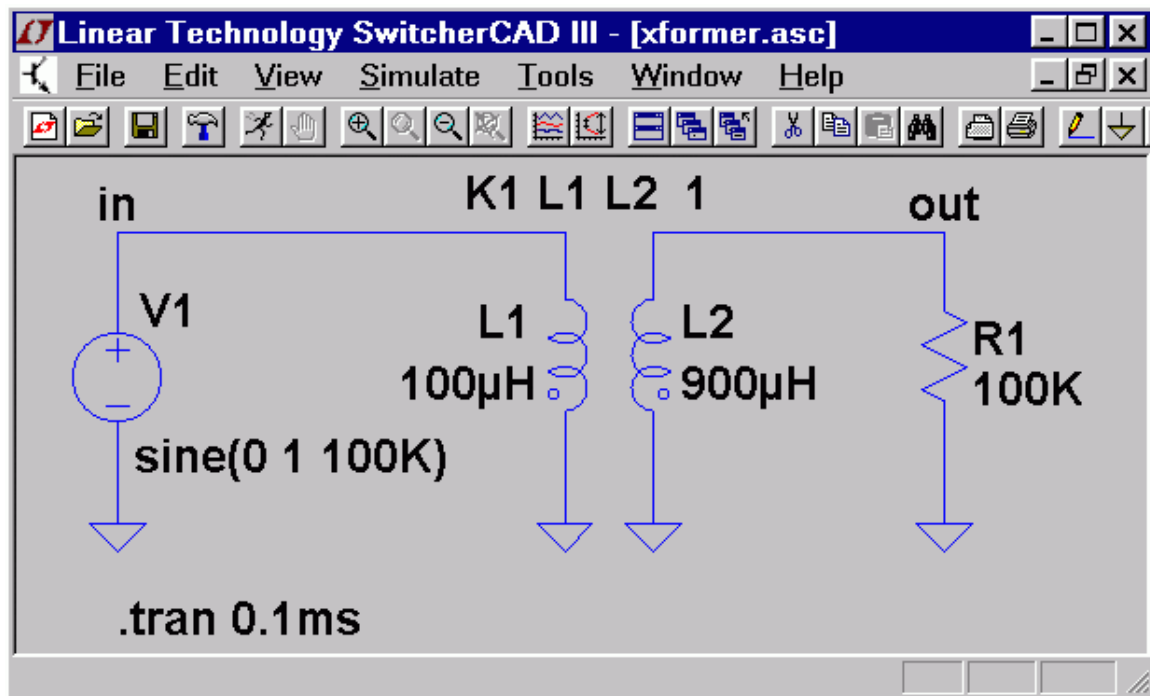 Linear Technology SwitcherCAD III - [xformer.asc]
File Edit View Simulate Tools Window Help
in K1 L1 L2 1 out
V1
L1 L2 R1
100µH 900µH 100K
sine(0 1 100K)
.tran 0.1ms